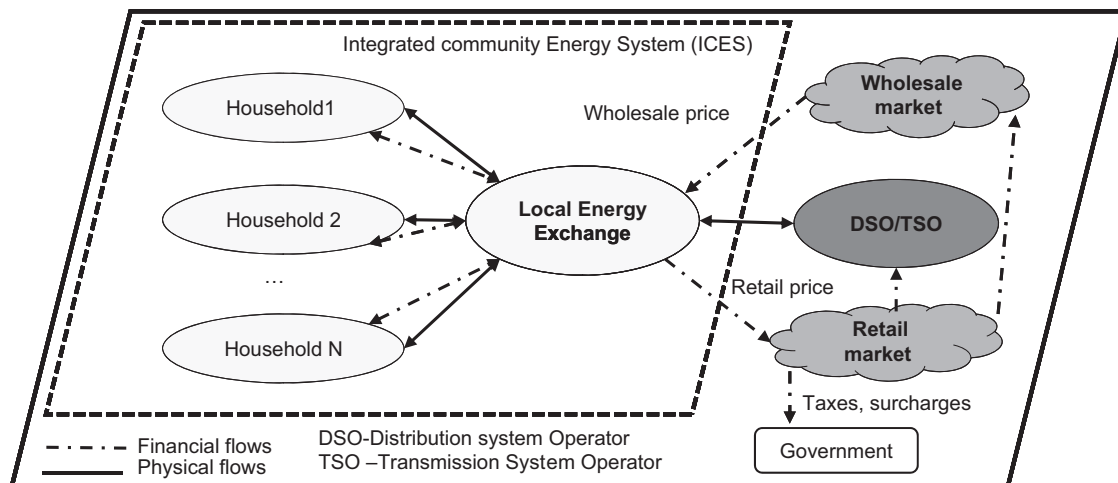 Integrated community Energy System (ICES)
Household1
Household 2
...
Household N
Local Energy
Exchange
Wholesale price
Wholesale
market
DSO/TSO
Retail price
Retail
market
Taxes, surcharges
Government
Financial flows
Physical flows
DSO-Distribution system Operator
TSO –Transmission System Operator